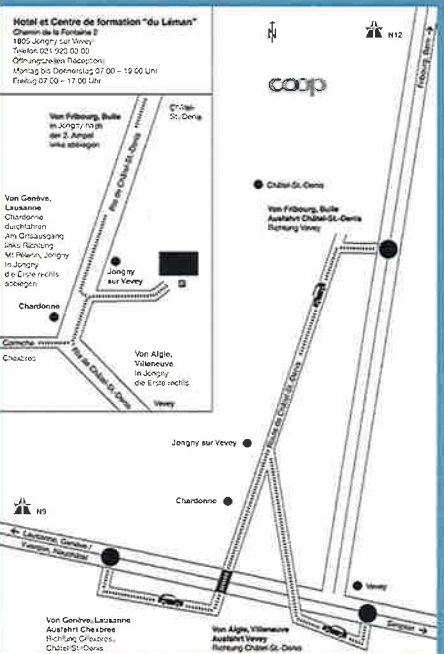 Hotel et Centre de formation "du Léman"
Chemin de la Fontaine 2
1805 Jongny sur Vevey
Telefon 021 923 03 00
Öffnungszeiten Reception:
Montag bis Donnerstag 07.00 – 19.00 Uhr
Freitag 07.00 – 17.00 Uhr
N
N12
Fribourg, Bern
coop
Von Fribourg, Bulle
in Jongny nach
der 2. Ampel
links abbiegen
Châtel-
St.-Denis
Rte de Châtel-St.-Denis
Von Genève,
Lausanne
Chardonne
durchfahren
Am Ortsausgang
links Richtung
Mt Pèlerin, Jongny
In Jongny
die Erste rechts
abbiegen
Jongny
sur Vevey
P
Chardonne
Corniche
Chexbres
Rte de Châtel-St.-Denis
Von Aigle,
Villeneuve
In Jongny
die Erste rechts
Vevey
Châtel-St.-Denis
Von Fribourg, Bulle
Ausfahrt Châtel-St.-Denis
Richtung Vevey
Route de Châtel-St.-Denis
Jongny sur Vevey
Chardonne
N9
Lausanne, Genève /
Yverdon, Neuchâtel
Vevey
Simplon
Von Genève, Lausanne
Ausfahrt Chexbres
Richtung Chexbres,
Châtel-St.-Denis
Von Aigle, Villeneuve
Ausfahrt Vevey
Richtung Châtel-St.-Denis